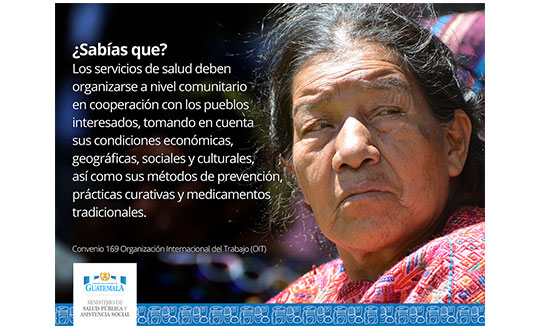 ¿Sabías que?
Los servicios de salud deben
organizarse a nivel comunitario
en cooperación con los pueblos
interesados, tomando en cuenta
sus condiciones económicas,
geográficas, sociales y culturales,
así como sus métodos de prevención,
prácticas curativas y medicamentos
tradicionales.
Convenio 169 Organización Internacional del Trabajo (OIT)
GUATEMALA
MINISTERIO DE
SALUD PÚBLICA Y
ASISTENCIA SOCIAL